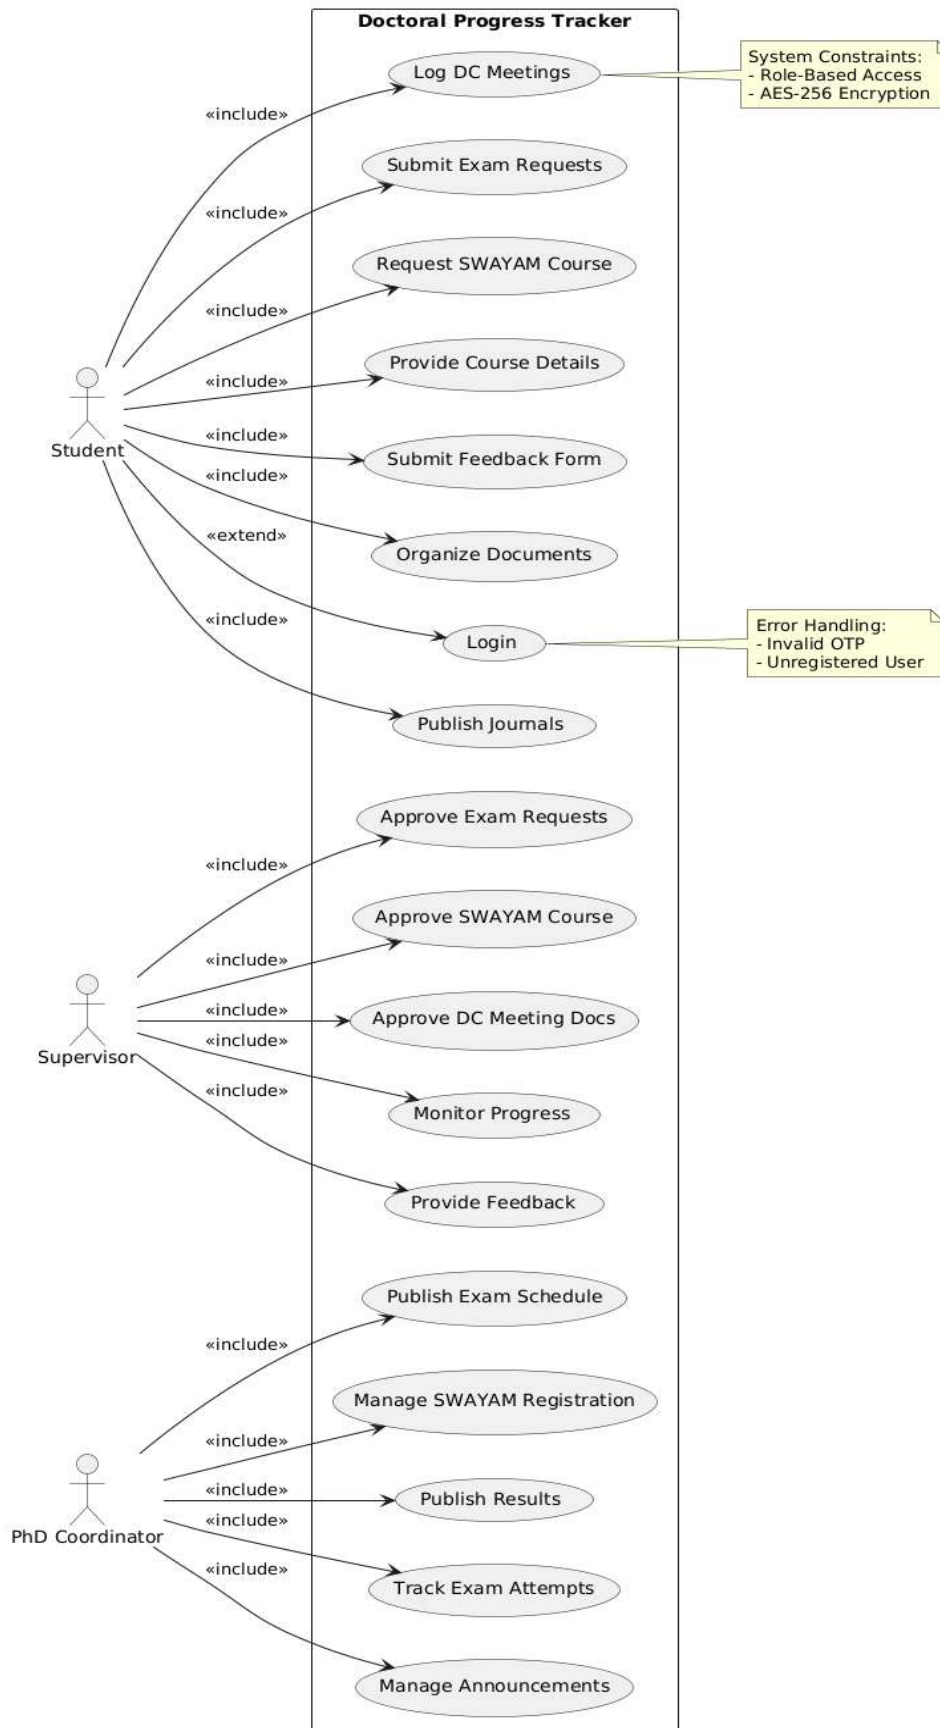 Doctoral Progress Tracker
Log DC Meetings
System Constraints:
- Role-Based Access
- AES-256 Encryption
«include»
Submit Exam Requests
«include»
Request SWAYAM Course
«include»
Provide Course Details
«include»
Student
«include»
Submit Feedback Form
«include»
«extend»
Organize Documents
«include»
Login
Error Handling:
- Invalid OTP
- Unregistered User
Publish Journals
Approve Exam Requests
«include»
Approve SWAYAM Course
«include»
«include»
Approve DC Meeting Docs
«include»
Supervisor
«include»
Monitor Progress
Provide Feedback
Publish Exam Schedule
«include»
Manage SWAYAM Registration
«include»
«include»
Publish Results
«include»
PhD Coordinator
«include»
Track Exam Attempts
Manage Announcements